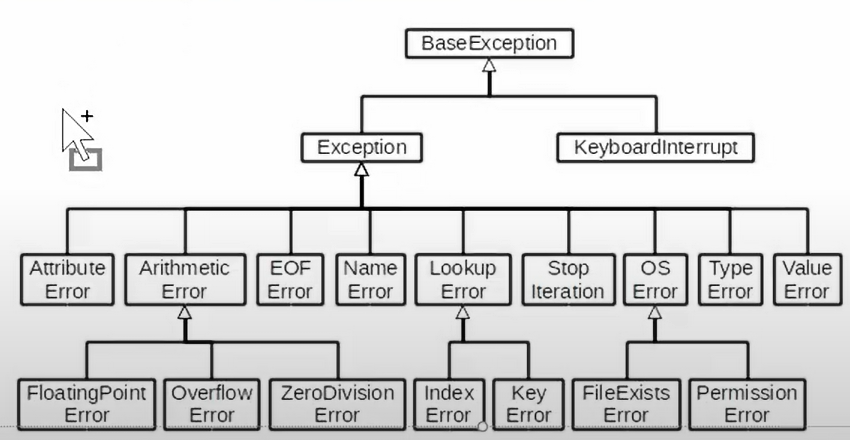 BaseException
Exception
KeyboardInterrupt
Attribute
Error
Arithmetic
Error
EOF
Error
Name
Error
Lookup
Error
Stop
Iteration
OS
Error
Type
Error
Value
Error
FloatingPoint
Error
Overflow
Error
ZeroDivision
Error
Index
Error
Key
Error
FileExists
Error
Permission
Error